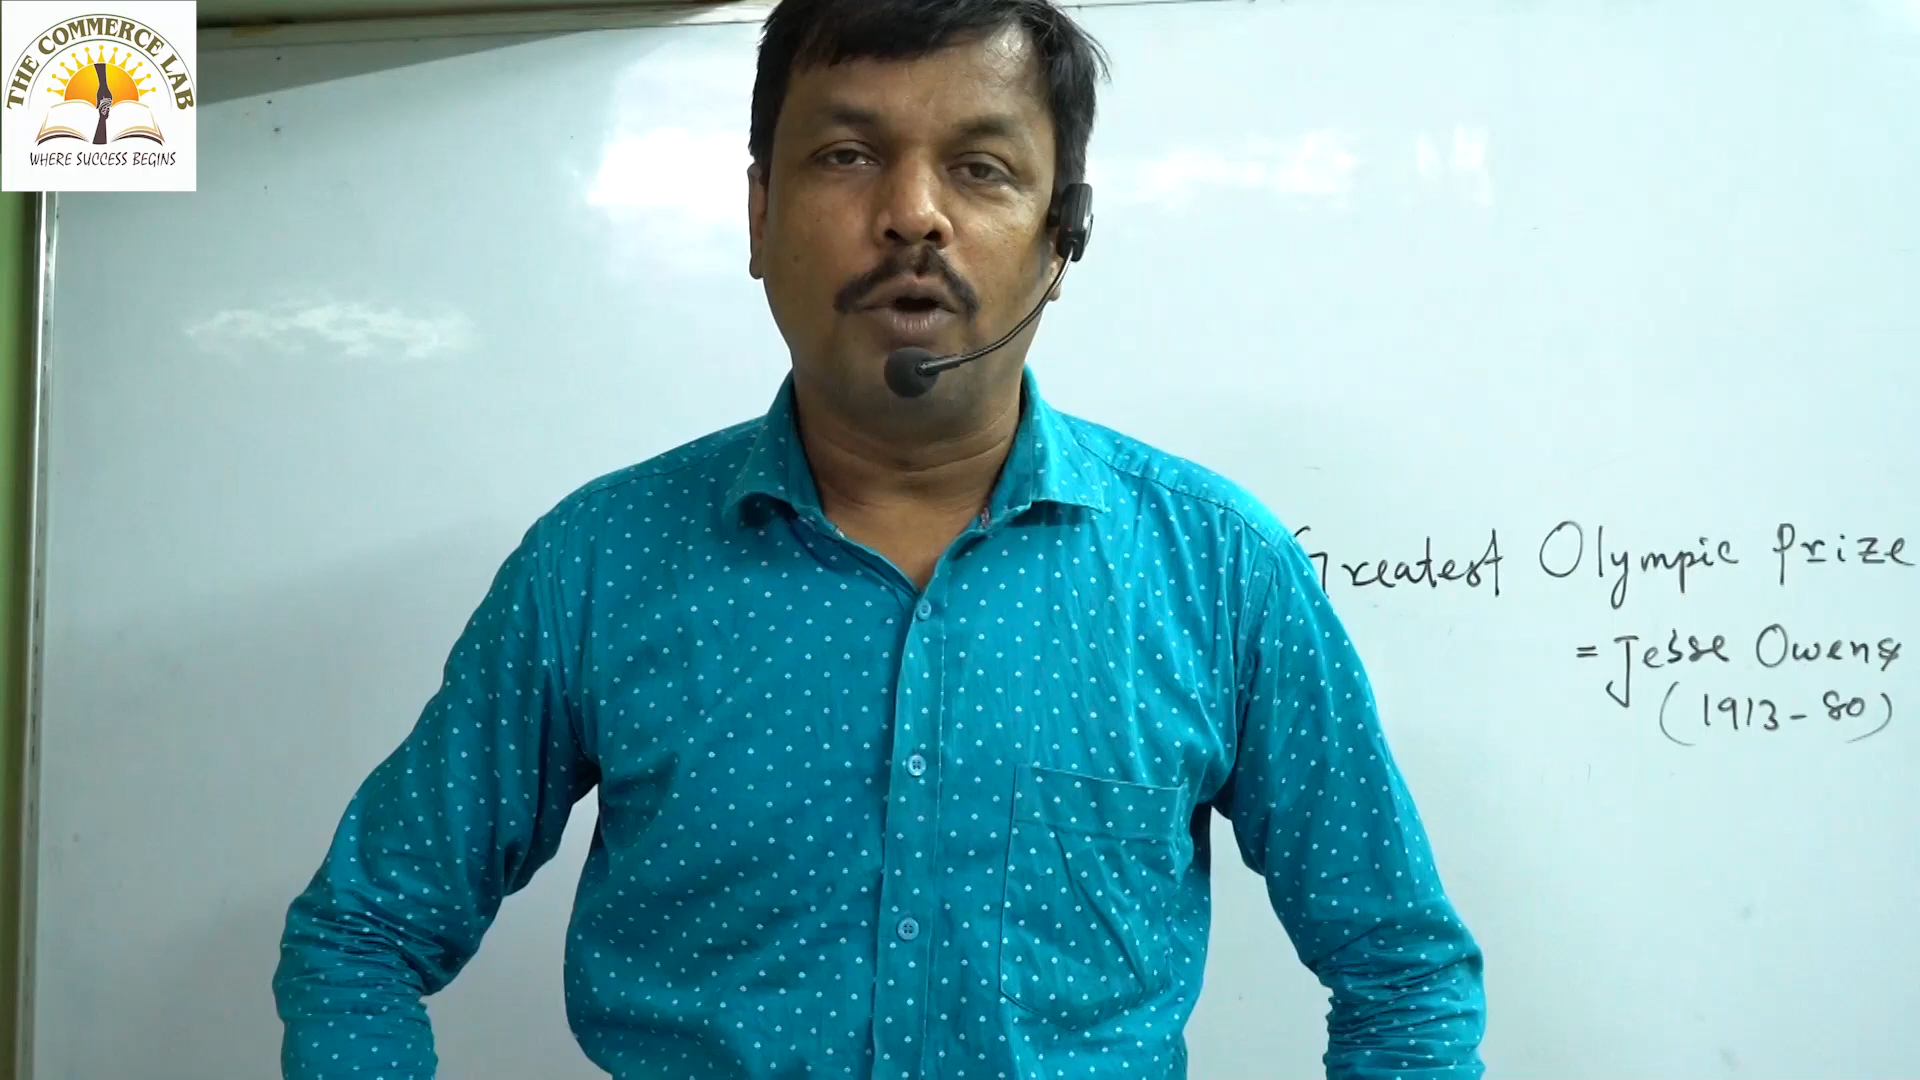 THE COMMERCE LAB
WHERE SUCCESS BEGINS
Greatest Olympic Prize
= Jesse Owens
(1913-80)